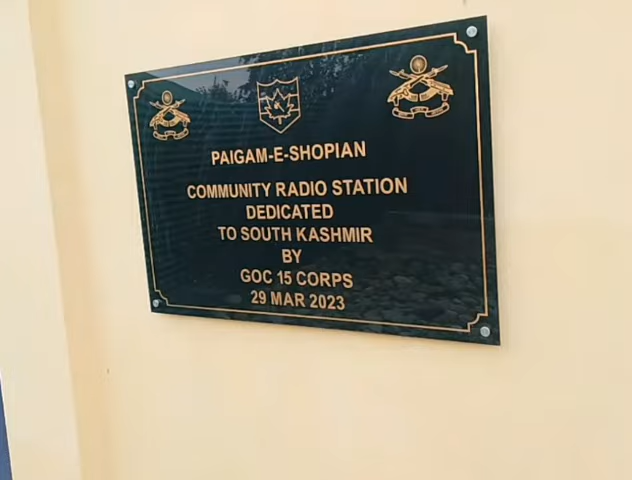 PAIGAM-E-SHOPIAN
COMMUNITY RADIO STATION
DEDICATED
TO SOUTH KASHMIR
BY
GOC 15 CORPS
29 MAR 2023